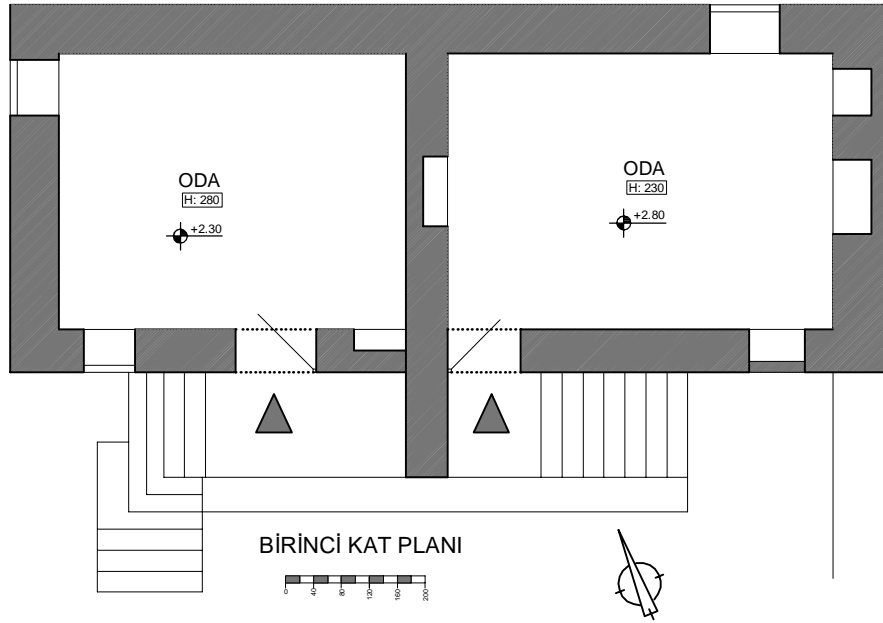 ODA
H: 280
+2.30
ODA
H: 230
+2.80
BİRİNCİ KAT PLANI
0 40 80 120 160 200